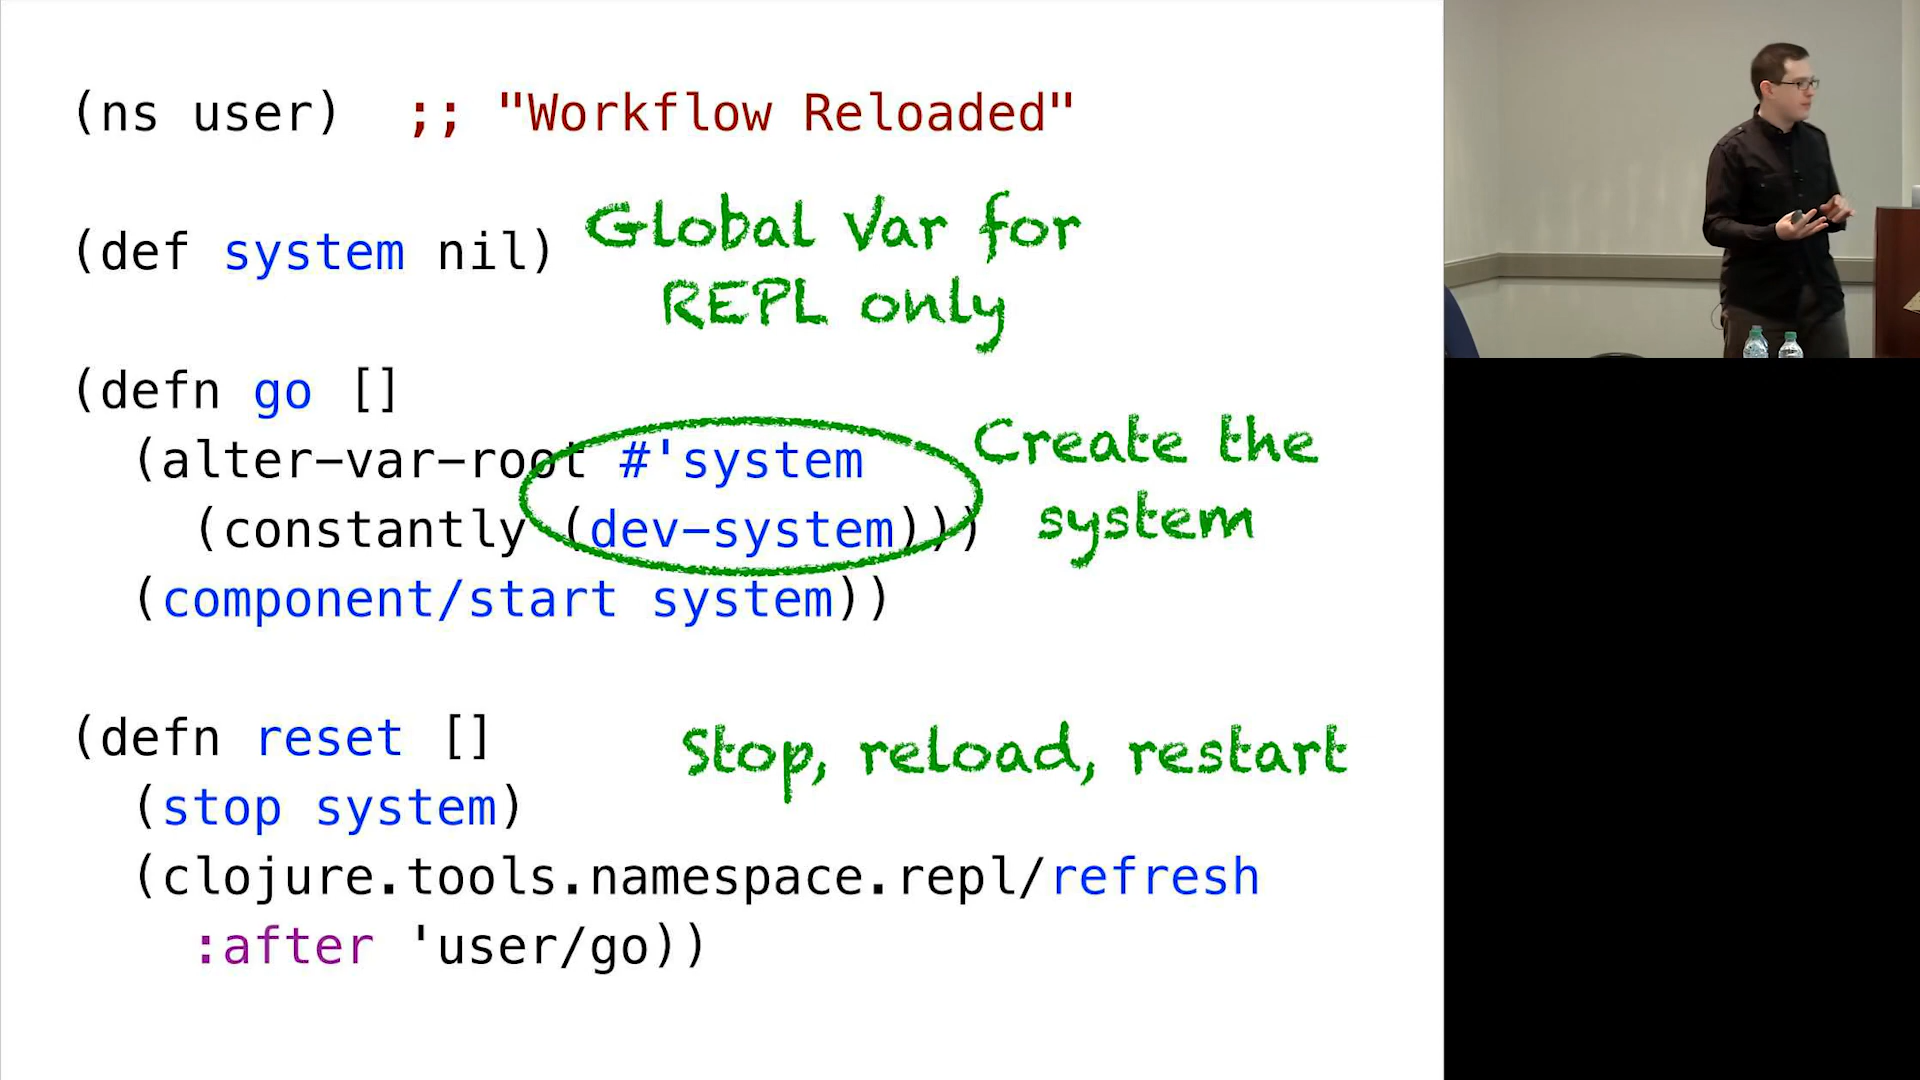 (ns user)  ;; "Workflow Reloaded"
(def system nil)
Global Var for
REPL only
(defn go []
(alter-var-root #'system
(constantly (dev-system)))
(component/start system))
Create the
system
(defn reset []
Stop, reload, restart
(stop system)
(clojure.tools.namespace.repl/refresh
:after 'user/go))